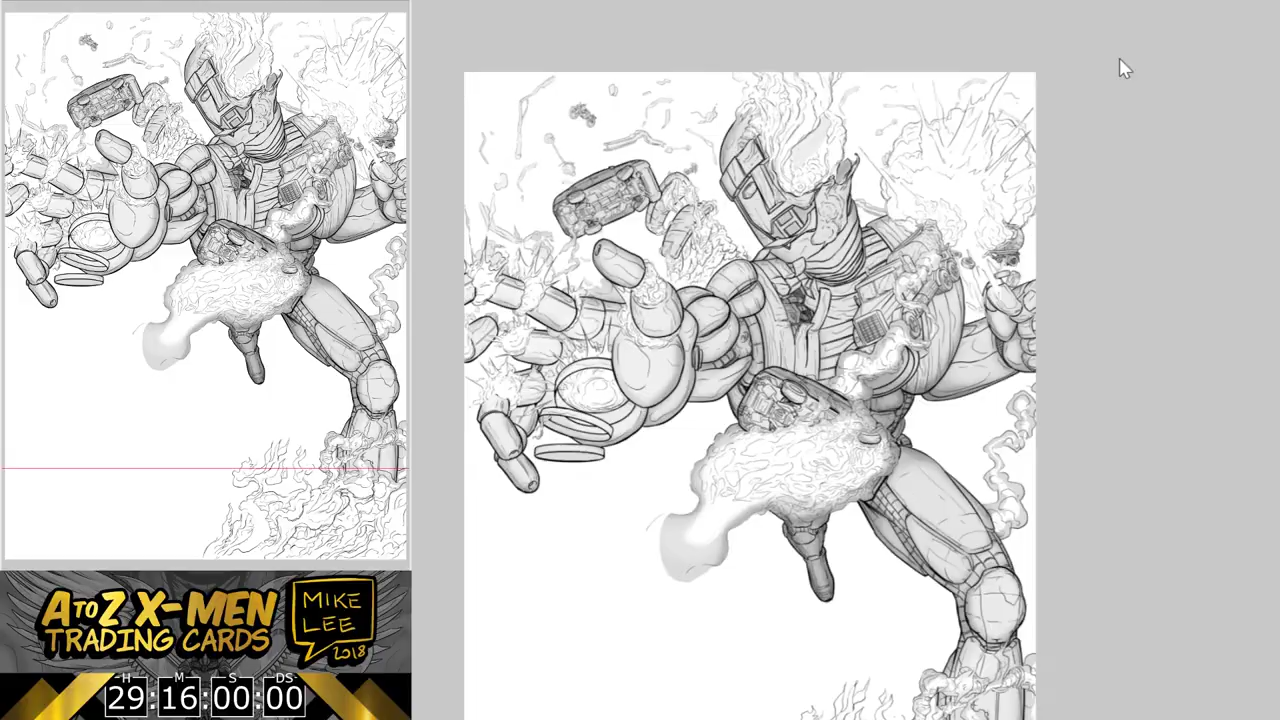 A TO Z X-MEN
TRADING CARDS
MIKE
LEE
2018
H M S DS
29:16:00:00